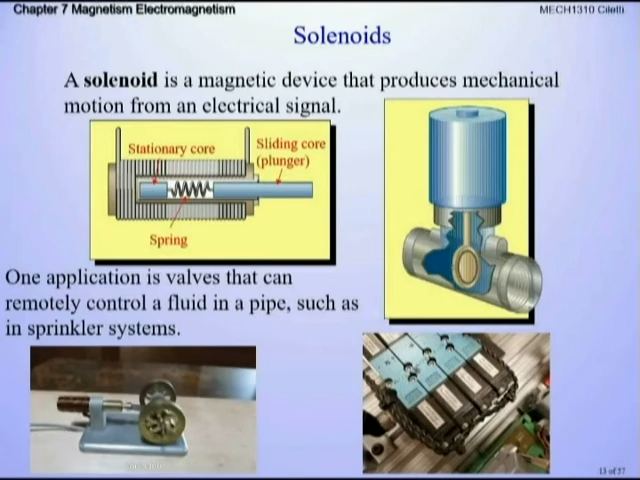 Chapter 7 Magnetism Electromagnetism
MECH1310 Ciletti
Solenoids
A solenoid is a magnetic device that produces mechanical
motion from an electrical signal.
Stationary core
Sliding core
(plunger)
Spring
One application is valves that can
remotely control a fluid in a pipe, such as
in sprinkler systems.
13 of 57